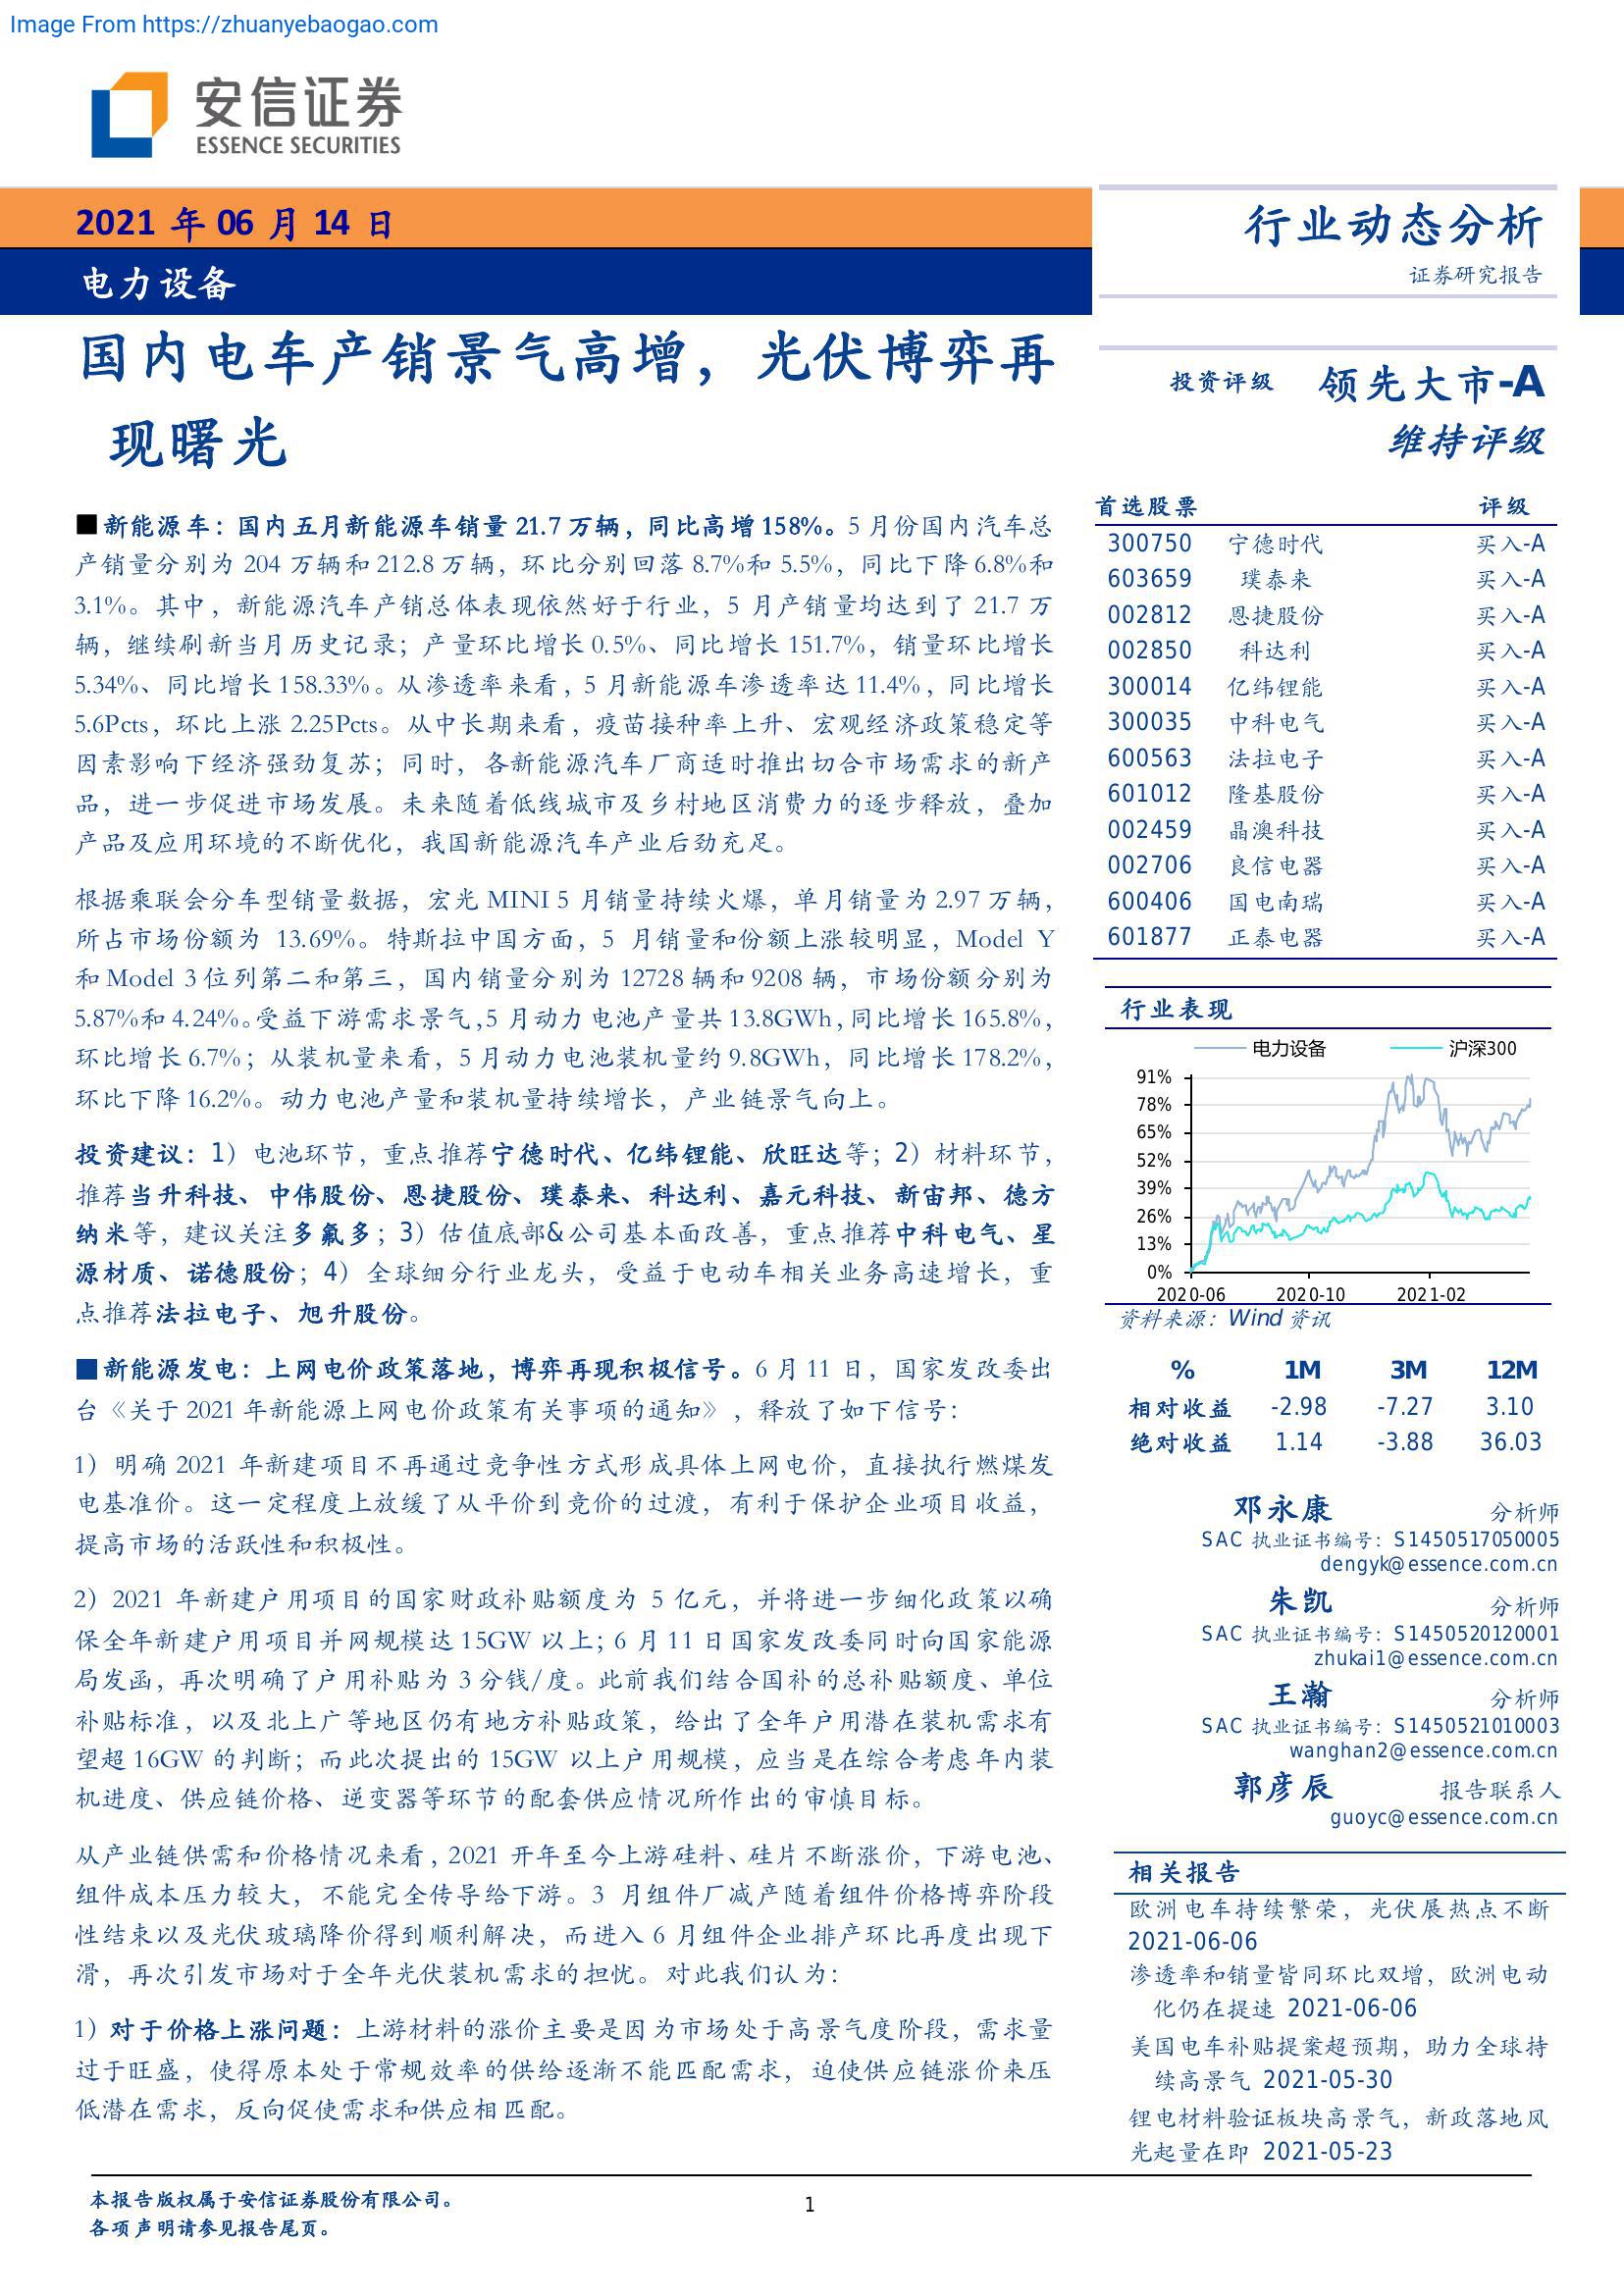 Image From https://zhuanyebaogao.com
安信证券
ESSENCE SECURITIES
2021 年 06 月 14 日
电力设备
行业动态分析
证券研究报告
国内电车产销景气高增，光伏博弈再
现曙光
■新能源车：国内五月新能源车销量 21.7 万辆，同比高增 158%。5 月份国内汽车总
产销量分别为 204 万辆和 212.8 万辆，环比分别回落 8.7%和 5.5%，同比下降 6.8%和
3.1%。其中，新能源汽车产销总体表现依然好于行业，5 月产销量均达到了 21.7 万
辆，继续刷新当月历史记录；产量环比增长 0.5%、同比增长 151.7%，销量环比增长
5.34%、同比增长 158.33%。从渗透率来看，5 月新能源车渗透率达 11.4%，同比增长
5.6Pcts，环比上涨 2.25Pcts。从中长期来看，疫苗接种率上升、宏观经济政策稳定等
因素影响下经济强劲复苏；同时，各新能源汽车厂商适时推出切合市场需求的新产
品，进一步促进市场发展。未来随着低线城市及乡村地区消费力的逐步释放，叠加
产品及应用环境的不断优化，我国新能源汽车产业后劲充足。
根据乘联会分车型销量数据，宏光 MINI 5 月销量持续火爆，单月销量为 2.97 万辆，
所占市场份额为 13.69%。特斯拉中国方面，5 月销量和份额上涨较明显，Model Y
和 Model 3 位列第二和第三，国内销量分别为 12728 辆和 9208 辆，市场份额分别为
5.87%和 4.24%。受益下游需求景气，5 月动力电池产量共 13.8GWh，同比增长 165.8%，
环比增长 6.7%；从装机量来看，5 月动力电池装机量约 9.8GWh，同比增长 178.2%，
环比下降 16.2%。动力电池产量和装机量持续增长，产业链景气向上。
投资建议：1）电池环节，重点推荐宁德时代、亿纬锂能、欣旺达等；2）材料环节，
推荐当升科技、中伟股份、恩捷股份、璞泰来、科达利、嘉元科技、新宙邦、德方
纳米等，建议关注多氟多；3）估值底部&公司基本面改善，重点推荐中科电气、星
源材质、诺德股份；4）全球细分行业龙头，受益于电动车相关业务高速增长，重
点推荐法拉电子、旭升股份。
■新能源发电：上网电价政策落地，博弈再现积极信号。6 月 11 日，国家发改委出
台《关于 2021 年新能源上网电价政策有关事项的通知》，释放了如下信号：
1）明确 2021 年新建项目不再通过竞争性方式形成具体上网电价，直接执行燃煤发
电基准价。这一定程度上放缓了从平价到竞价的过渡，有利于保护企业项目收益，
提高市场的活跃性和积极性。
2）2021 年新建户用项目的国家财政补贴额度为 5 亿元，并将进一步细化政策以确
保全年新建户用项目并网规模达 15GW 以上；6 月 11 日国家发改委同时向国家能源
局发函，再次明确了户用补贴为 3 分钱/度。此前我们结合国补的总补贴额度、单位
补贴标准，以及北上广等地区仍有地方补贴政策，给出了全年户用潜在装机需求有
望超 16GW 的判断；而此次提出的 15GW 以上户用规模，应当是在综合考虑年内装
机进度、供应链价格、逆变器等环节的配套供应情况所作出的审慎目标。
从产业链供需和价格情况来看，2021 开年至今上游硅料、硅片不断涨价，下游电池、
组件成本压力较大，不能完全传导给下游。3 月组件厂减产随着组件价格博弈阶段
性结束以及光伏玻璃降价得到顺利解决，而进入 6 月组件企业排产环比再度出现下
滑，再次引发市场对于全年光伏装机需求的担忧。对此我们认为：
1）对于价格上涨问题：上游材料的涨价主要是因为市场处于高景气度阶段，需求量
过于旺盛，使得原本处于常规效率的供给逐渐不能匹配需求，迫使供应链涨价来压
低潜在需求，反向促使需求和供应相匹配。
投资评级 领先大市-A
维持评级
首选股票 评级
300750 宁德时代 买入-A
603659 璞泰来 买入-A
002812 恩捷股份 买入-A
002850 科达利 买入-A
300014 亿纬锂能 买入-A
300035 中科电气 买入-A
600563 法拉电子 买入-A
601012 隆基股份 买入-A
002459 晶澳科技 买入-A
002706 良信电器 买入-A
600406 国电南瑞 买入-A
601877 正泰电器 买入-A
行业表现
电力设备 沪深300
91%
78%
65%
52%
39%
26%
13%
0%
2020-06 2020-10 2021-02
资料来源：Wind 资讯
% 1M 3M 12M
相对收益 -2.98 -7.27 3.10
绝对收益 1.14 -3.88 36.03
邓永康 分析师
SAC 执业证书编号：S1450517050005
dengyk@essence.com.cn
朱凯 分析师
SAC 执业证书编号：S1450520120001
zhukai1@essence.com.cn
王瀚 分析师
SAC 执业证书编号：S1450521010003
wanghan2@essence.com.cn
郭彦辰 报告联系人
guoyc@essence.com.cn
相关报告
欧洲电车持续繁荣，光伏展热点不断
2021-06-06
渗透率和销量皆同环比双增，欧洲电动
化仍在提速 2021-06-06
美国电车补贴提案超预期，助力全球持
续高景气 2021-05-30
锂电材料验证板块高景气，新政落地风
光起量在即 2021-05-23
本报告版权属于安信证券股份有限公司。
各项声明请参见报告尾页。
1